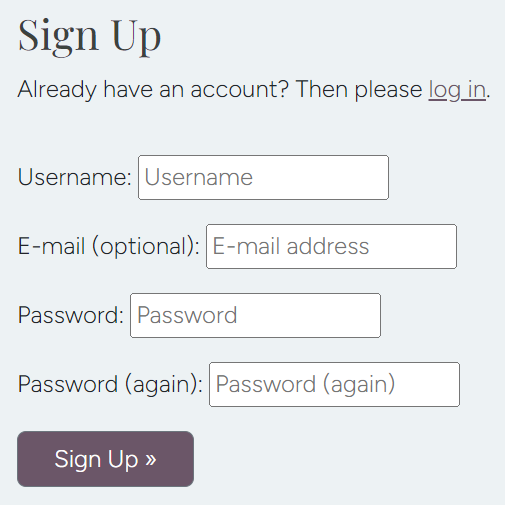 Sign Up
Already have an account? Then please log in.
Username: Username
E-mail (optional): E-mail address
Password: Password
Password (again): Password (again)
Sign Up »